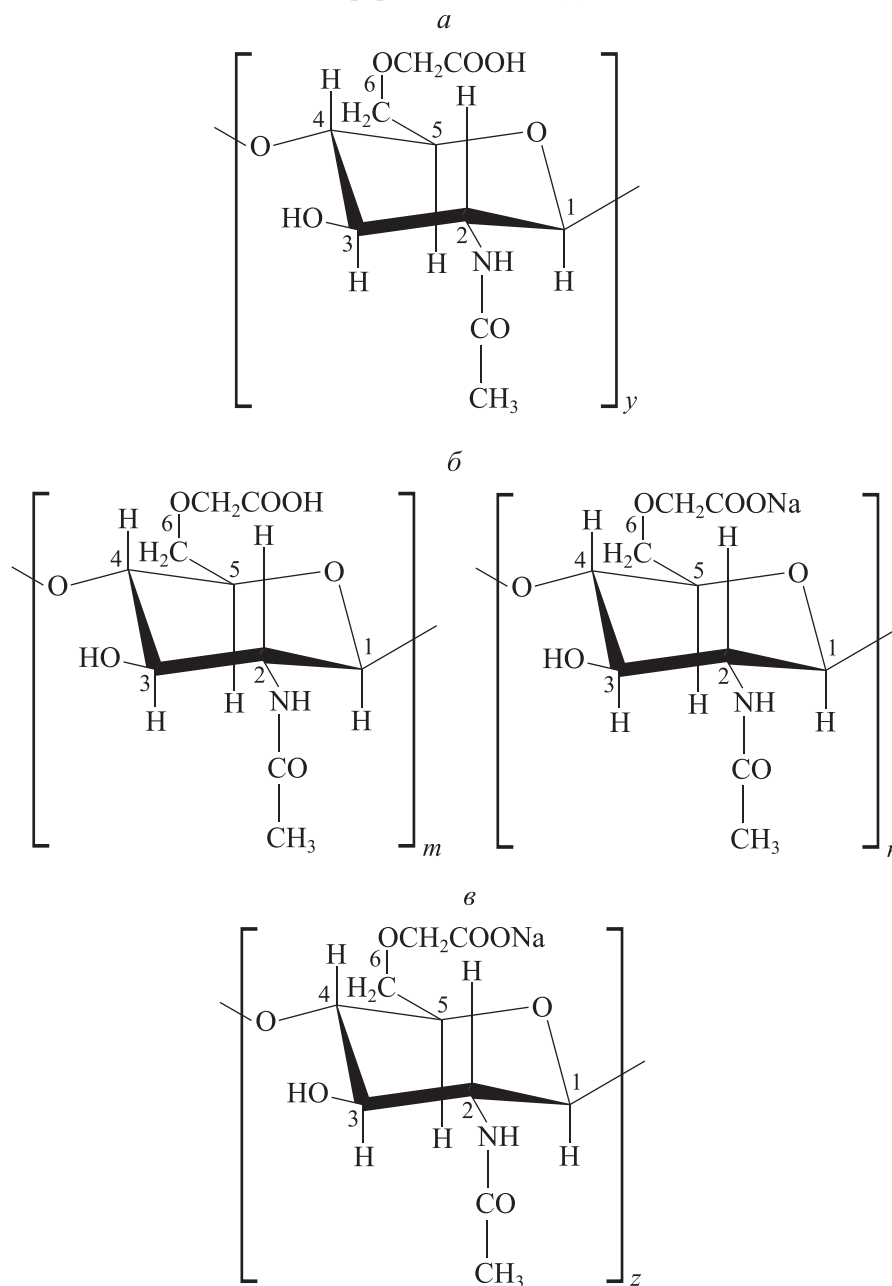 а
OCH₂COOH
6
H H
H₂C
4 5 O
O
HO 1
3 2
H H NH H
CO
CH₃ y
б
OCH₂COOH OCH₂COONa
6 6
H H H H
H₂C H₂C
4 5 O 4 5 O
O O
HO 1 HO 1
3 2 3 2
H H NH H H H NH H
CO CO
CH₃ m CH₃
в
OCH₂COONa
6
H H
H₂C
4 5 O
O
HO 1
3 2
H H NH H
CO
CH₃ z